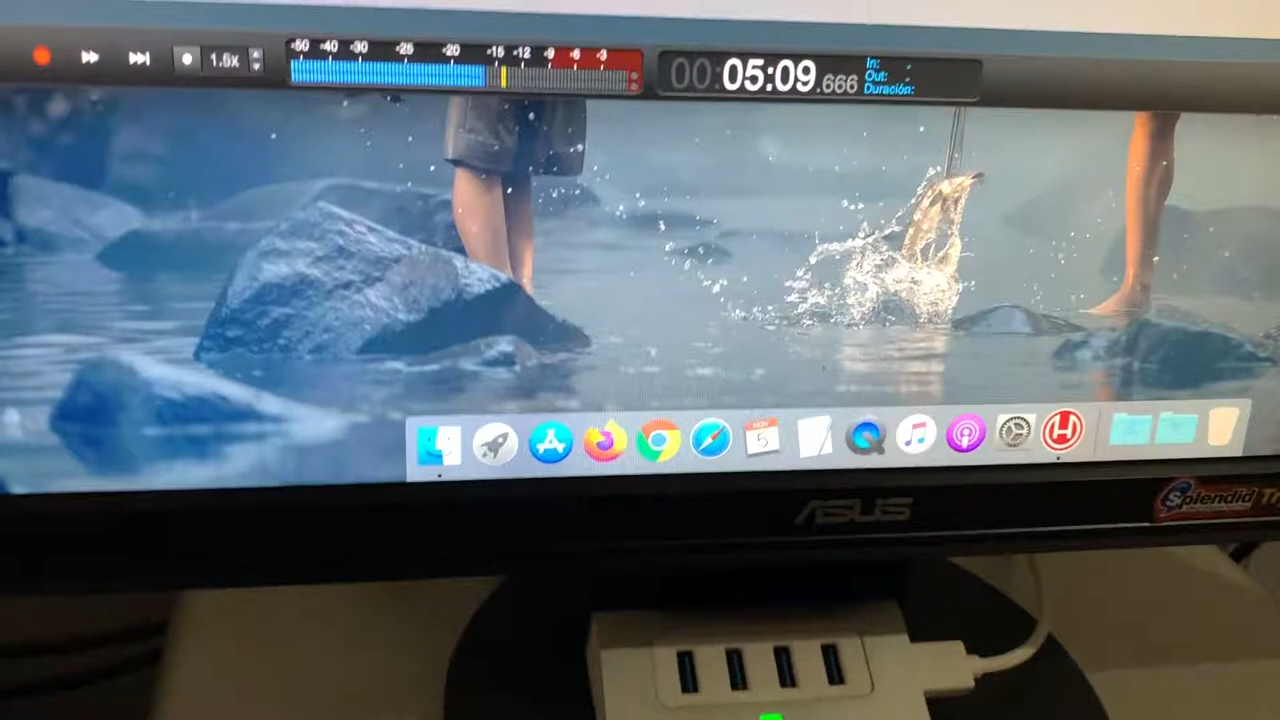 1.5x
-50 -40 -30 -25 -20 -15 -12 -9 -6 -3
00:05:09.666
In:
Out:
Duración:
NOV
5
ASUS
Splendid